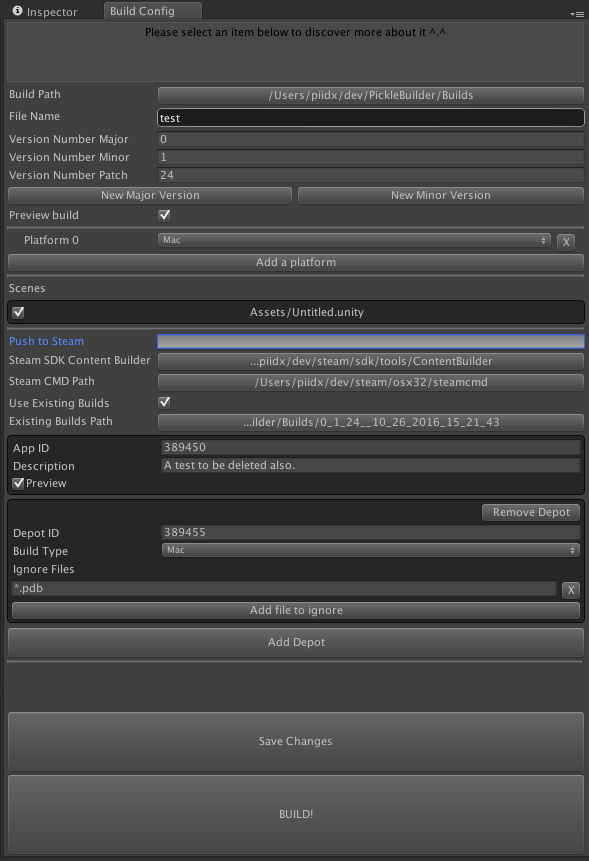 Inspector Build Config
Please select an item below to discover more about it ^.^
Build Path /Users/piidx/dev/PickleBuilder/Builds
File Name test
Version Number Major 0
Version Number Minor 1
Version Number Patch 24
New Major Version New Minor Version
Preview build
Platform 0 Mac X
Add a platform
Scenes
Assets/Untitled.unity
Push to Steam
Steam SDK Content Builder ...piidx/dev/steam/sdk/tools/ContentBuilder
Steam CMD Path /Users/piidx/dev/steam/osx32/steamcmd
Use Existing Builds
Existing Builds Path ...ilder/Builds/0_1_24__10_26_2016_15_21_43
App ID 389450
Description A test to be deleted also.
Preview
Remove Depot
Depot ID 389455
Build Type Mac
Ignore Files
*.pdb X
Add file to ignore
Add Depot
Save Changes
BUILD!